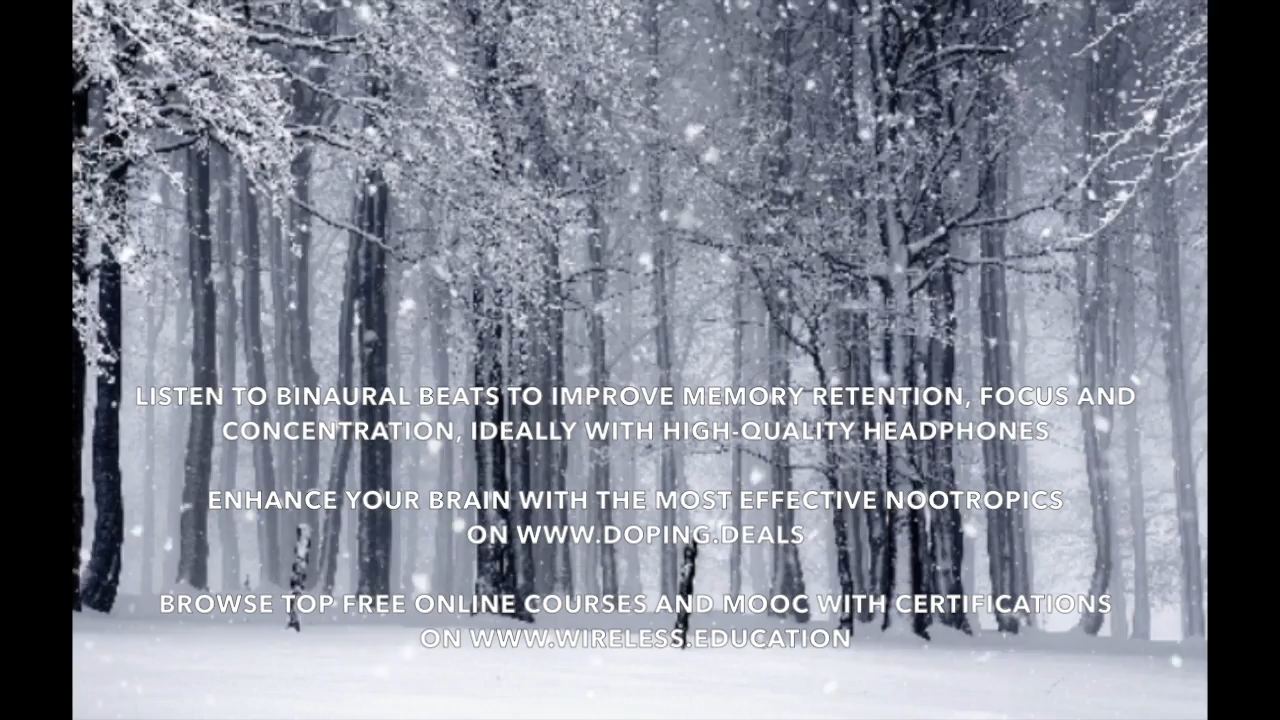 LISTEN TO BINAURAL BEATS TO IMPROVE MEMORY RETENTION, FOCUS AND
CONCENTRATION, IDEALLY WITH HIGH-QUALITY HEADPHONES
ENHANCE YOUR BRAIN WITH THE MOST EFFECTIVE NOOTROPICS
ON WWW.DOPING.DEALS
BROWSE TOP FREE ONLINE COURSES AND MOOC WITH CERTIFICATIONS
ON WWW.WIRELESS.EDUCATION